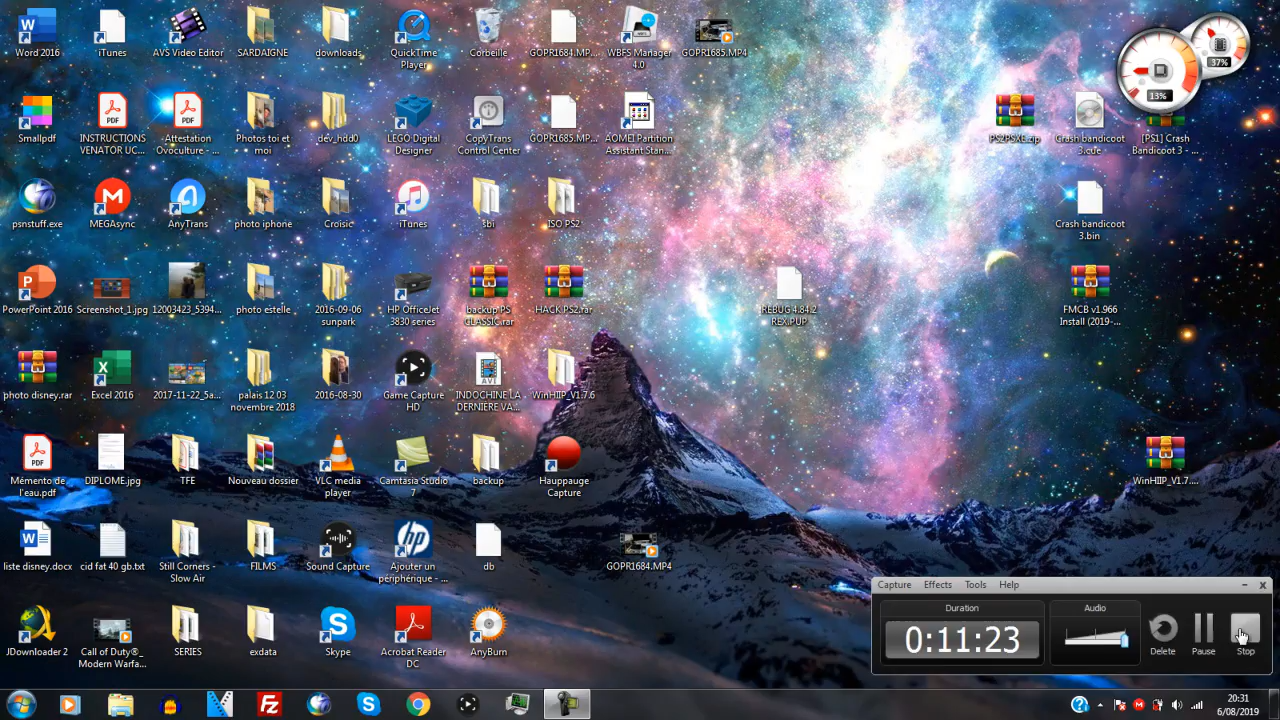 Word 2016
iTunes
AVS Video Editor
SARDAIGNE
downloads
QuickTime
Player
Corbeille
GOPR1684.MP...
WBFS Manager
4.0
GOPR1685.MP4
37%
13%
Smallpdf
INSTRUCTIONS
VENATOR UC...
Attestation
Ovoculture - ...
Photos toi et
moi
dev_hdd0
LEGO Digital
Designer
CopyTrans
Control Center
GOPR1685.MP...
AOMEI Partition
Assistant Stan...
PS2PSXE.zip
Crash bandicoot
3.cue
[PS1] Crash
Bandicoot 3 - ...
psnstuff.exe
MEGAsync
AnyTrans
photo iphone
Croisic
iTunes
sbi
ISO PS2
Crash bandicoot
3.bin
PowerPoint 2016
Screenshot_1.jpg
12003423_5394...
photo estelle
2016-09-06
sunpark
HP OfficeJet
3830 series
backup PS
CLASSIC.rar
HACK PS2.rar
REBUG 4.84.2
REX.PUP
FMCB v1.966
Install (2019-...
photo disney.rar
Excel 2016
2017-11-22_5a...
palais 12 03
novembre 2018
2016-08-30
Game Capture
HD
AVI
INDOCHINE LA
DERNIERE VA...
WinHIIP_V1.7.6
Mémento de
l'eau.pdf
DIPLOME.jpg
TFE
Nouveau dossier
VLC media
player
Camtasia Studio
7
backup
Hauppauge
Capture
WinHIIP_V1.7....
liste disney.docx
cid fat 40 gb.txt
Still Corners -
Slow Air
FILMS
Sound Capture
Ajouter un
périphérique - ...
db
GOPR1684.MP4
JDownloader 2
Call of Duty®_
Modern Warfa...
SERIES
exdata
Skype
Acrobat Reader
DC
AnyBurn
Capture Effects Tools Help
Duration
Audio
0:11:23
Delete
Pause
Stop
20:31
6/08/2019